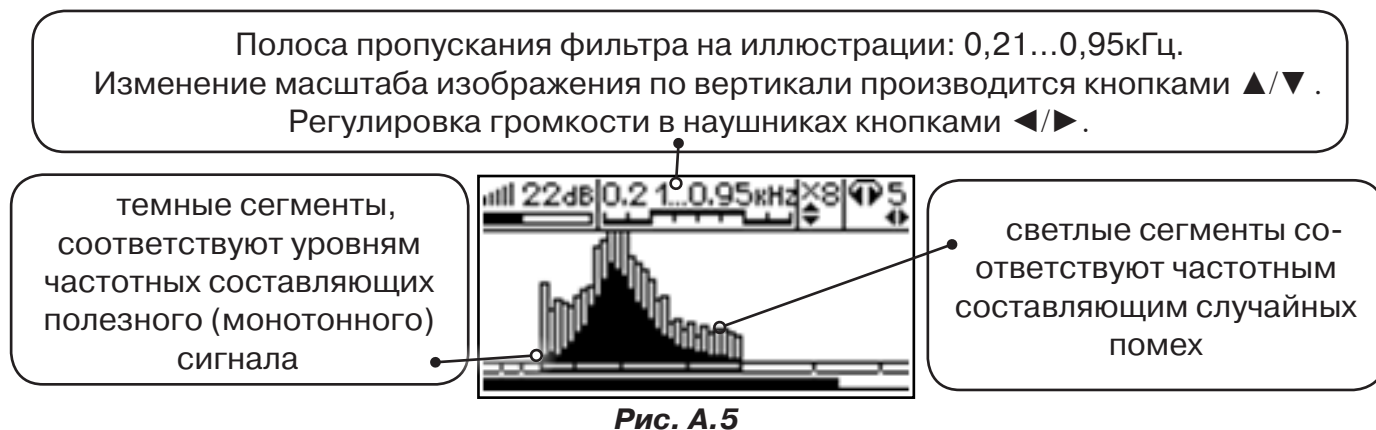 Полоса пропускания фильтра на иллюстрации: 0,21...0,95кГц.
Изменение масштаба изображения по вертикали производится кнопками ▲/▼ .
Регулировка громкости в наушниках кнопками ◄/►.
темные сегменты,
соответствуют уровням
частотных составляющих
полезного (монотонного)
сигнала
22dB 0.21...0.95кHz X8 5
светлые сегменты со-
ответствуют частотным
составляющим случайных
помех
Рис. А.5